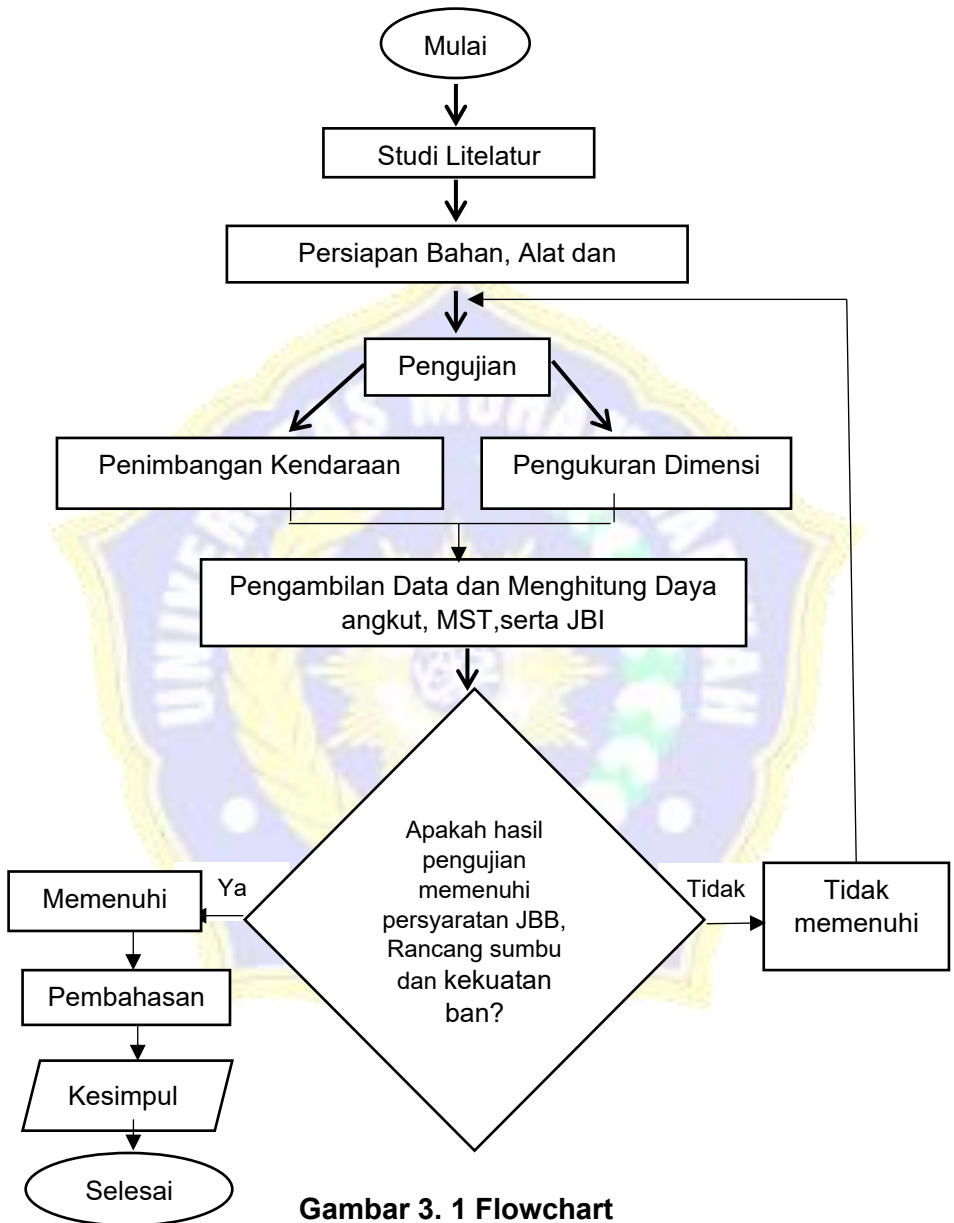 Mulai
Studi Litelatur
Persiapan Bahan, Alat dan
Pengujian
Penimbangan Kendaraan
Pengukuran Dimensi
Pengambilan Data dan Menghitung Daya
angkut, MST,serta JBI
Apakah hasil
pengujian
memenuhi
persyaratan JBB,
Rancang sumbu
dan kekuatan
ban?
Ya
Tidak
Memenuhi
Tidak
memenuhi
Pembahasan
Kesimpul
Selesai
Gambar 3. 1 Flowchart